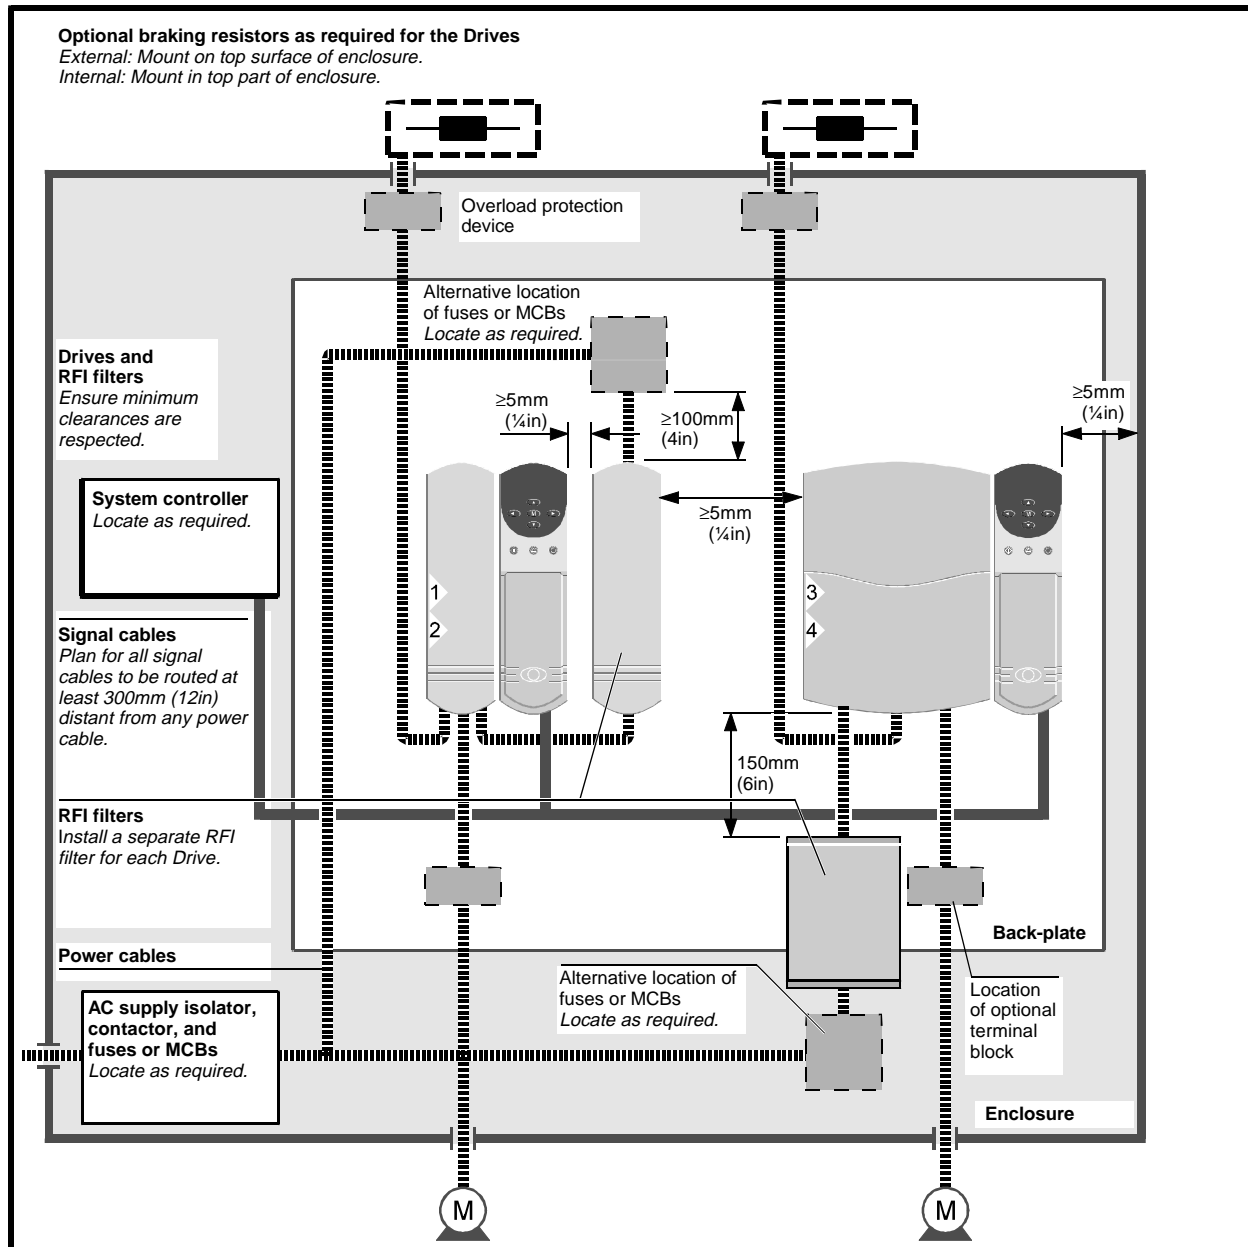 Optional braking resistors as required for the Drives
External: Mount on top surface of enclosure.
Internal: Mount in top part of enclosure.
Overload protection
device
Alternative location
of fuses or MCBs
Locate as required.
Drives and
RFI filters
Ensure minimum
clearances are
respected.
≥5mm
(¼in)
≥100mm
(4in)
≥5mm
(¼in)
≥5mm
(¼in)
System controller
Locate as required.
M
M
1
2
3
4
Signal cables
Plan for all signal
cables to be routed at
least 300mm (12in)
distant from any power
cable.
150mm
(6in)
RFI filters
Install a separate RFI
filter for each Drive.
Back-plate
Power cables
Alternative location of
fuses or MCBs
Locate as required.
Location
of optional
terminal
block
AC supply isolator,
contactor, and
fuses or MCBs
Locate as required.
Enclosure
M
M